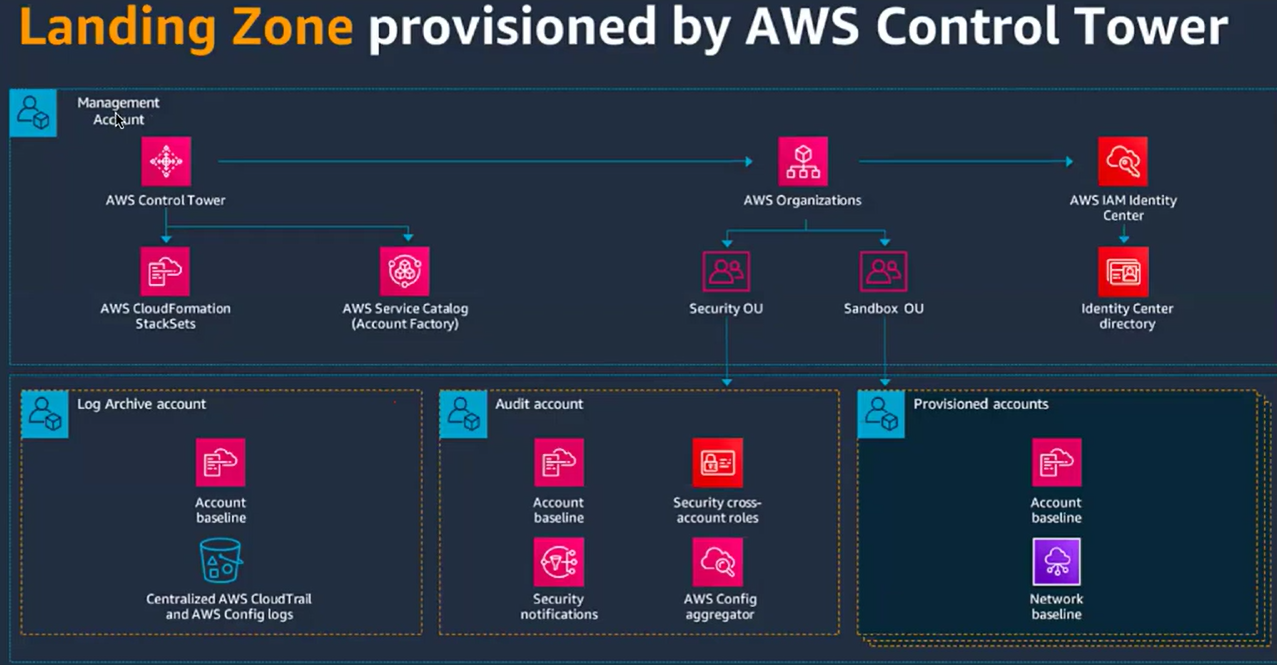 Landing Zone provisioned by AWS Control Tower
Management
Account
AWS Control Tower
AWS Organizations
AWS IAM Identity
Center
AWS CloudFormation
StackSets
AWS Service Catalog
(Account Factory)
Security OU
Sandbox OU
Identity Center
directory
Log Archive account
Account
baseline
Centralized AWS CloudTrail
and AWS Config logs
Audit account
Account
baseline
Security cross-
account roles
Security
notifications
AWS Config
aggregator
Provisioned accounts
Account
baseline
Network
baseline